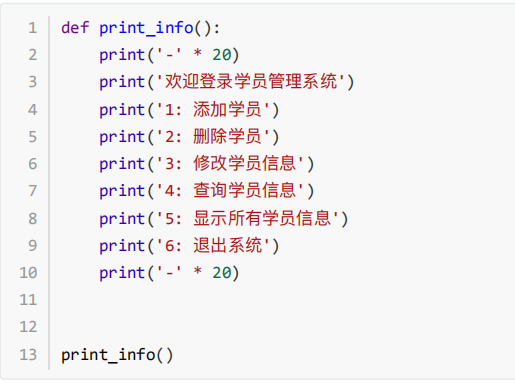 1 def print_info():
2     print('-' * 20)
3     print('欢迎登录学员管理系统')
4     print('1: 添加学员')
5     print('2: 删除学员')
6     print('3: 修改学员信息')
7     print('4: 查询学员信息')
8     print('5: 显示所有学员信息')
9     print('6: 退出系统')
10     print('-' * 20)
11
12
13 print_info()